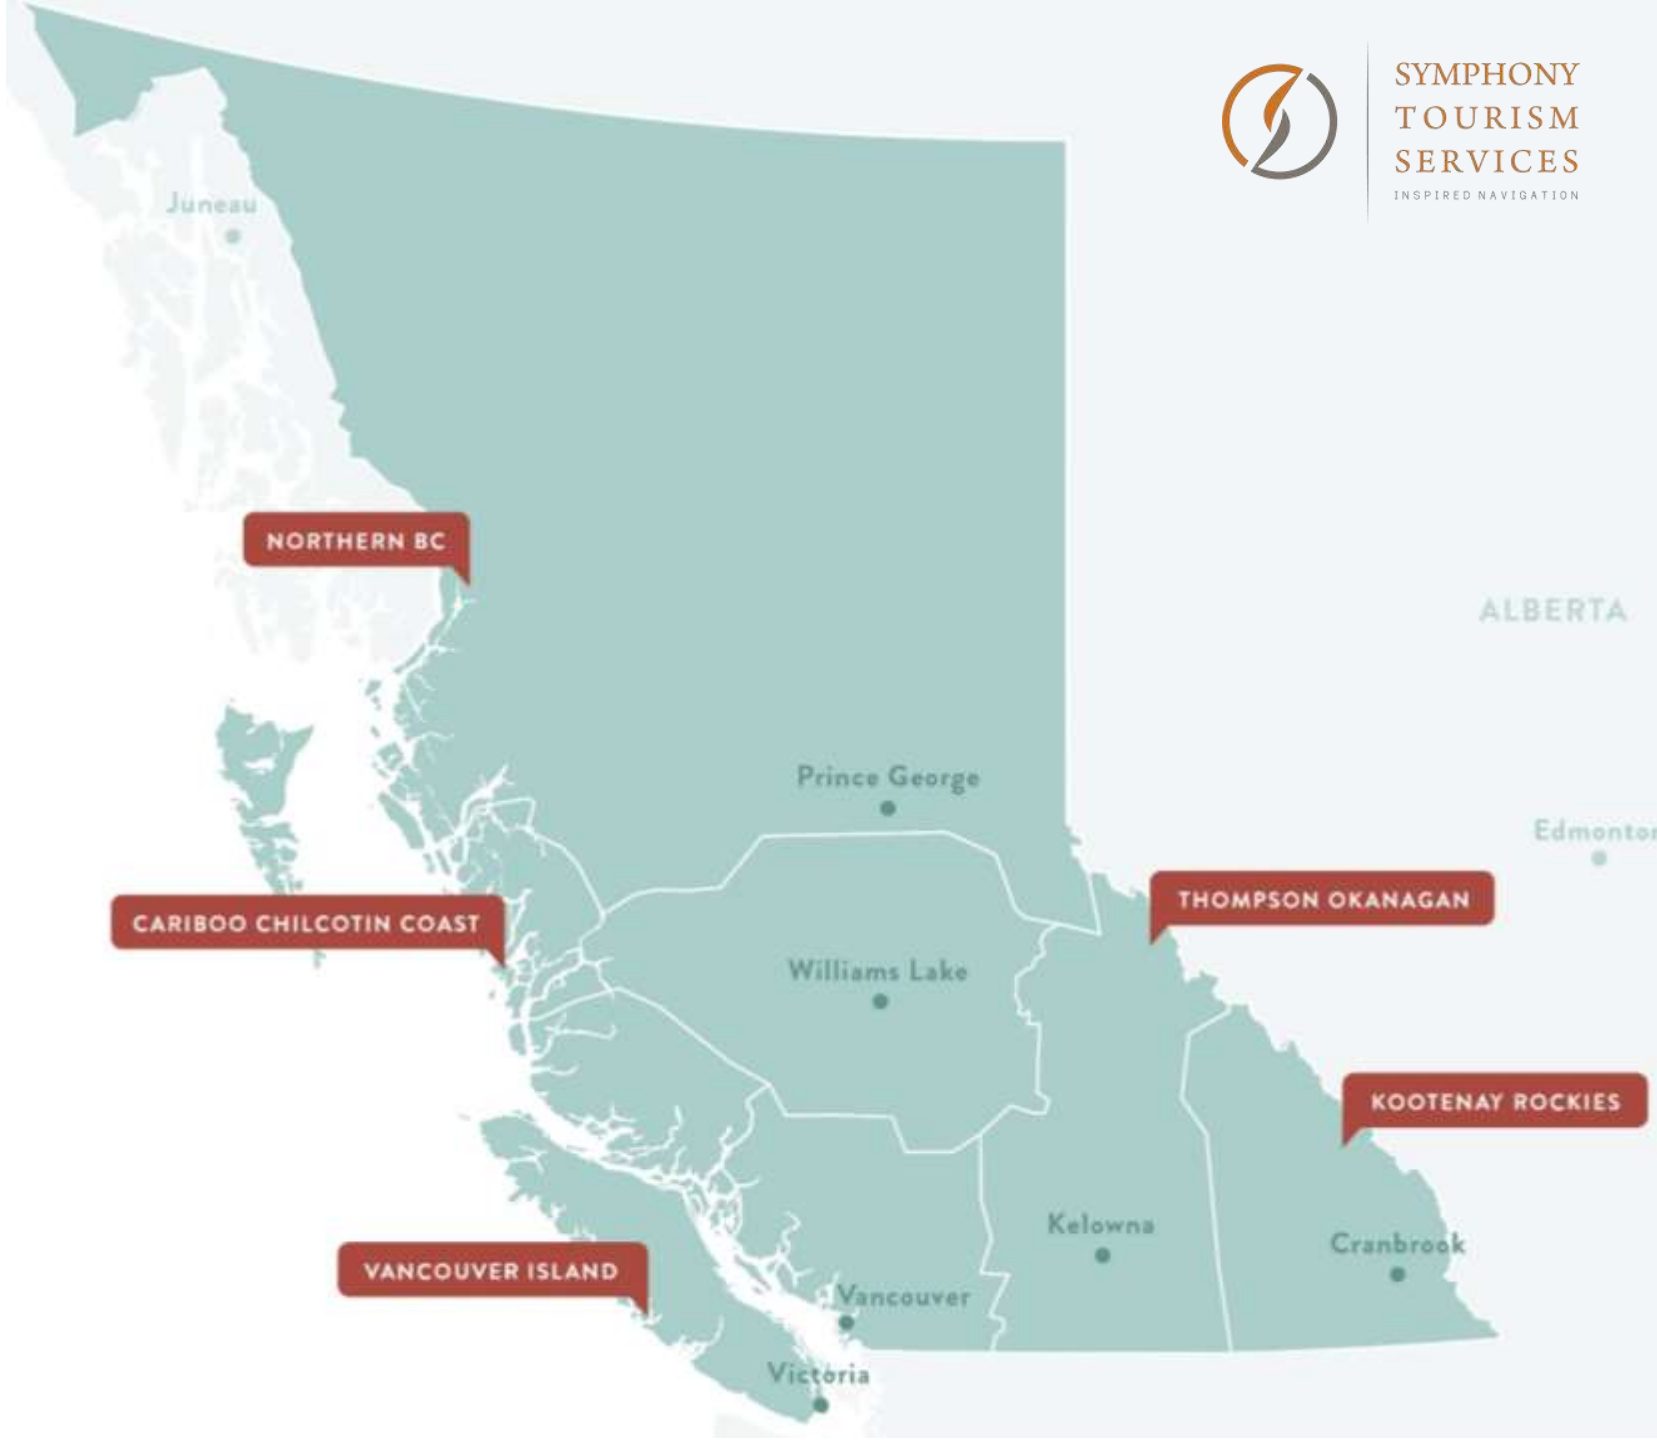 SYMPHONY
TOURISM
SERVICES
INSPIRED NAVIGATION
Juneau
NORTHERN BC
ALBERTA
Prince George
Edmonton
THOMPSON OKANAGAN
CARIBOO CHILCOTIN COAST
Williams Lake
KOOTENAY ROCKIES
Kelowna
Cranbrook
VANCOUVER ISLAND
Vancouver
Victoria